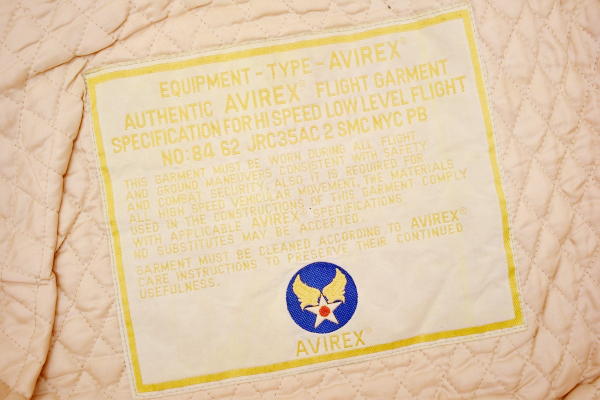 EQUIPMENT - TYPE - AVIREX®
AUTHENTIC AVIREX® FLIGHT GARMENT
SPECIFICATION FOR HI SPEED LOW LEVEL FLIGHT
NO: 84 62 JRC35AC 2 SMC NYC PB
THIS GARMENT MUST BE WORN DURING ALL FLIGHT
AND GROUND MANEUVERS CONSISTENT WITH SAFETY
AND COMBAT SECURITY, ALSO IT IS REQUIRED FOR
ALL HIGH SPEED VEHICULAR MOVEMENT, THE MATERIALS
USED IN THE CONSTRUCTIONS OF THIS GARMENT COMPLY
WITH APPLICABLE AVIREX® SPECIFICATIONS.
NO SUBSTITUTES MAY BE ACCEPTED.
GARMENT MUST BE CLEANED ACCORDING TO AVIREX®
CARE INSTRUCTIONS TO PRESERVE THEIR CONTINUED
USEFULNESS.
AVIREX®